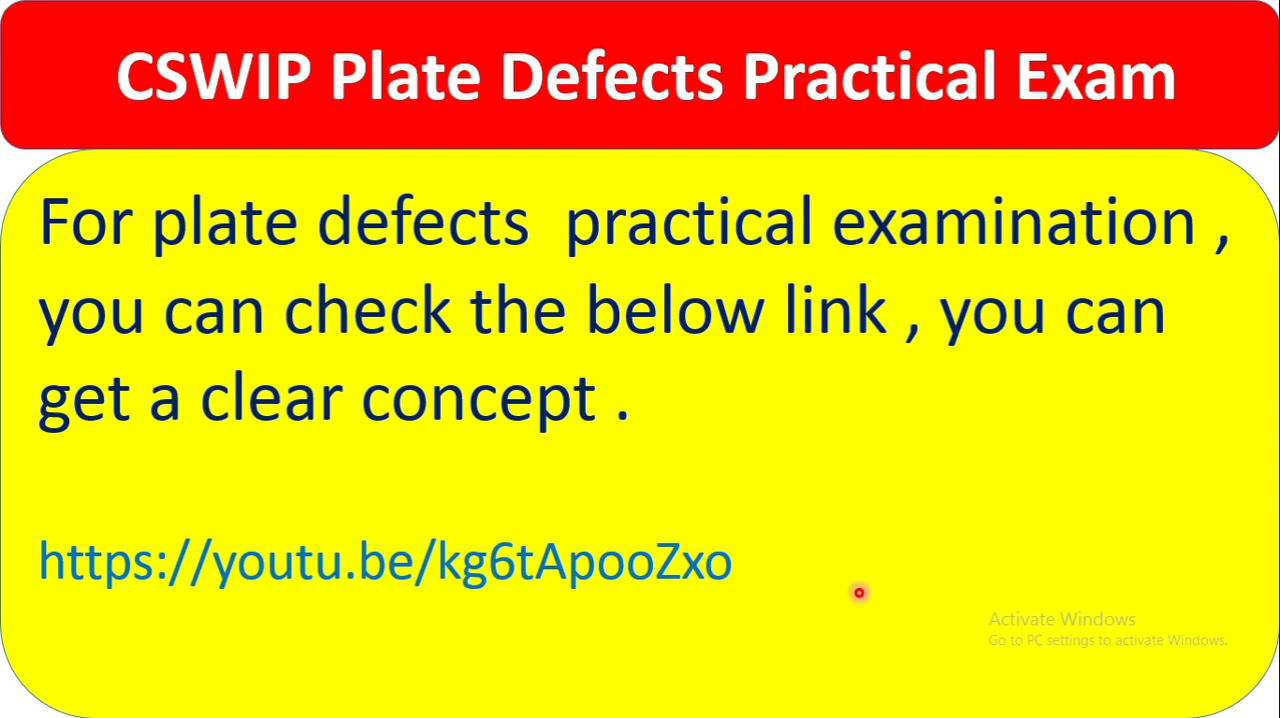 CSWIP Plate Defects Practical Exam
For plate defects  practical examination ,
you can check the below link , you can
get a clear concept .
https://youtu.be/kg6tApooZxo
Activate Windows
Go to PC settings to activate Windows.